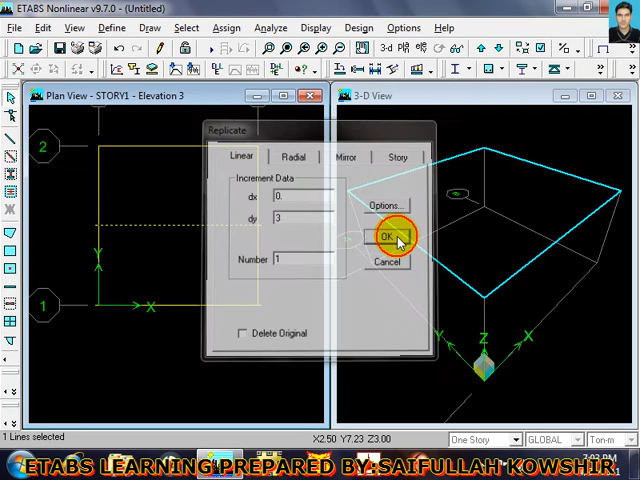 ETABS Nonlinear v9.7.0 - (Untitled)
File Edit View Define Draw Select Assign Analyze Display Design Options Help
3-d
Plan View - STORY1 - Elevation 3
3-D View
2
1
Y
X
Replicate
Linear Radial Mirror Story
Increment Data
dx 0.
dy 3
Number 1
Options...
OK
Cancel
Delete Original
Y Z X
1 Lines selected
X2.50 Y7.23 Z3.00
One Story
GLOBAL
Ton-m
ETABS LEARNING PREPARED BY:SAIFULLAH KOWSHIR